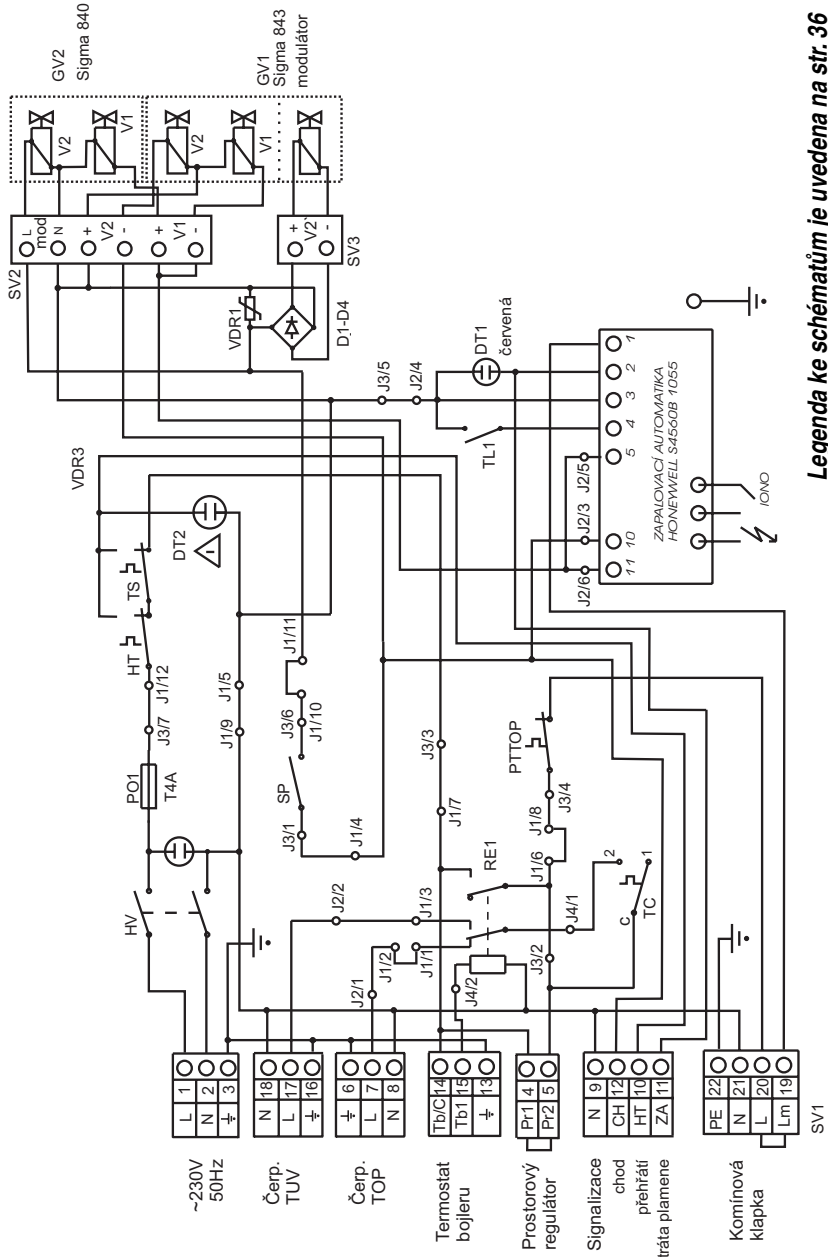 GV2
Sigma 840
GV1
Sigma 843
modulátor
V2
V1
V2
V1
SV2
L
mod
N
+
V2
-
+
V1
-
+
V2`
-
SV3
VDR1
D1-D4
VDR3
TS
HT
DT2
J1/12
J3/7
PO1
T4A
HV
J1/5
J1/9
J1/11
J3/6
J1/10
SP
J3/1
J1/4
J3/5
J2/4
DT1
červená
TL1
J2/5
J2/3
J2/6
1
2
3
4
5
10
11
ZAPALOVACÍ AUTOMATIKA
HONEYWELL S4560B 1055
IONO
J3/3
J1/7
PTTOP
J3/4
J1/8
J1/6
RE1
J2/2
J1/3
J1/2
J1/1
J2/1
J4/2
J4/1
J3/2
2
1
C
TC
~230V
50Hz
L 1
N 2
3
Čerp.
TUV
N 18
L 17
16
Čerp.
TOP
6
L 7
N 8
Termostat
bojleru
Tb/C 14
Tb1 15
13
Prostorový
regulátor
Pr1 4
Pr2 5
Signalizace
chod
přehřátí
tráta plamene
N 9
CH 12
HT 10
ZA 11
Komínová
klapka
PE 22
N 21
L 20
Lm 19
SV1
Legenda ke schématům je uvedena na str. 36